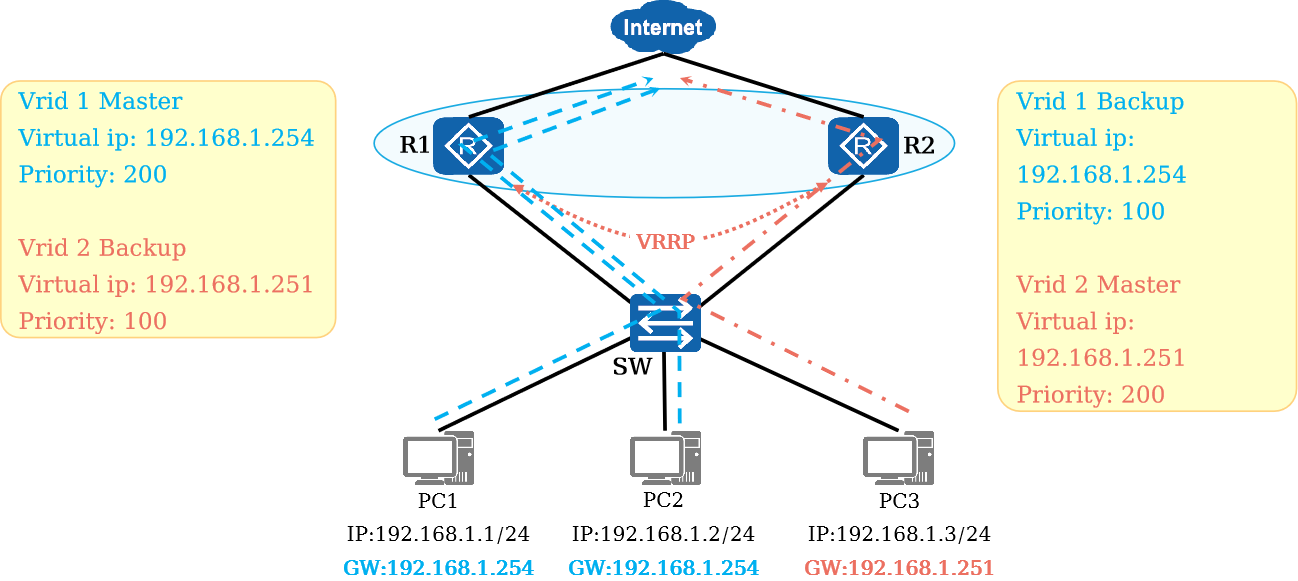 Internet
Vrid 1 Master
Virtual ip: 192.168.1.254
Priority: 200
Vrid 2 Backup
Virtual ip: 192.168.1.251
Priority: 100
R1
R
R
R2
VRRP
SW
Vrid 1 Backup
Virtual ip:
192.168.1.254
Priority: 100
Vrid 2 Master
Virtual ip:
192.168.1.251
Priority: 200
PC1
IP:192.168.1.1/24
GW:192.168.1.254
PC2
IP:192.168.1.2/24
GW:192.168.1.254
PC3
IP:192.168.1.3/24
GW:192.168.1.251